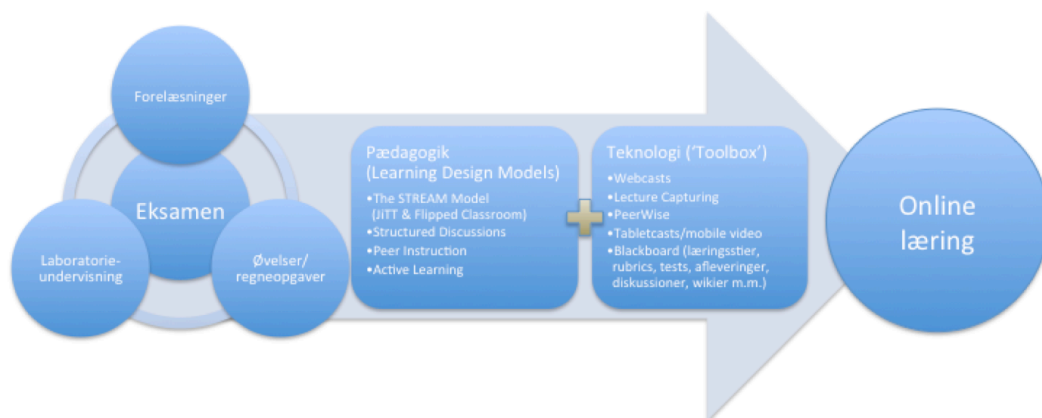 Forelæsninger
Eksamen
Laboratorie-
undervisning
Øvelser/
regneopgaver
Pædagogik
(Learning Design Models)
•The STREAM Model
(JiTT & Flipped Classroom)
•Structured Discussions
•Peer Instruction
•Active Learning
Teknologi ('Toolbox')
•Webcasts
•Lecture Capturing
•PeerWise
•Tabletcasts/mobile video
•Blackboard (læringsstier,
rubrics, tests, afleveringer,
diskussioner, wikier m.m.)
Online
læring